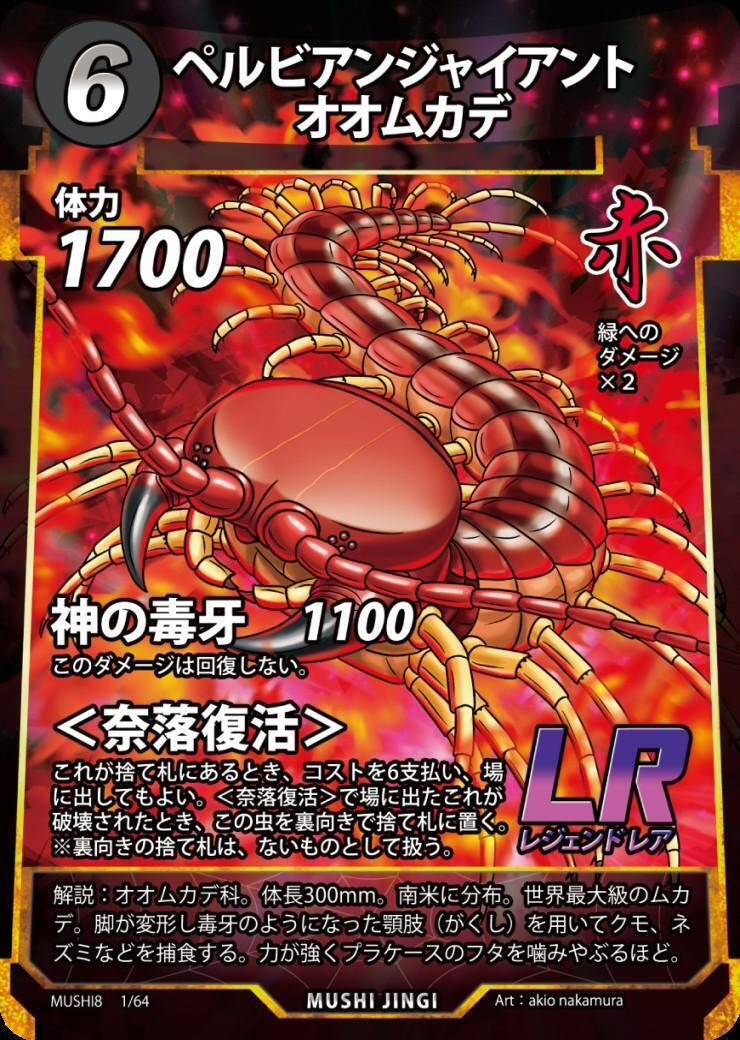 6
ペルビアンジャイアント
オオムカデ
体力
1700
赤
緑への
ダメージ
×2
神の毒牙 1100
このダメージは回復しない。
＜奈落復活＞
これが捨て札にあるとき、コストを6支払い、場
に出してもよい。＜奈落復活＞で場に出たこれが
破壊されたとき、この虫を裏向きで捨て札に置く。
※裏向きの捨て札は、ないものとして扱う。
LR
レジェンドレア
解説：オオムカデ科。体長300mm。南米に分布。世界最大級のムカ
デ。脚が変形し毒牙のようになった顎肢（がくし）を用いてクモ、ネ
ズミなどを捕食する。力が強くプラケースのフタを噛みやぶるほど。
MUSHI8 1/64
MUSHI JINGI
Art：akio nakamura